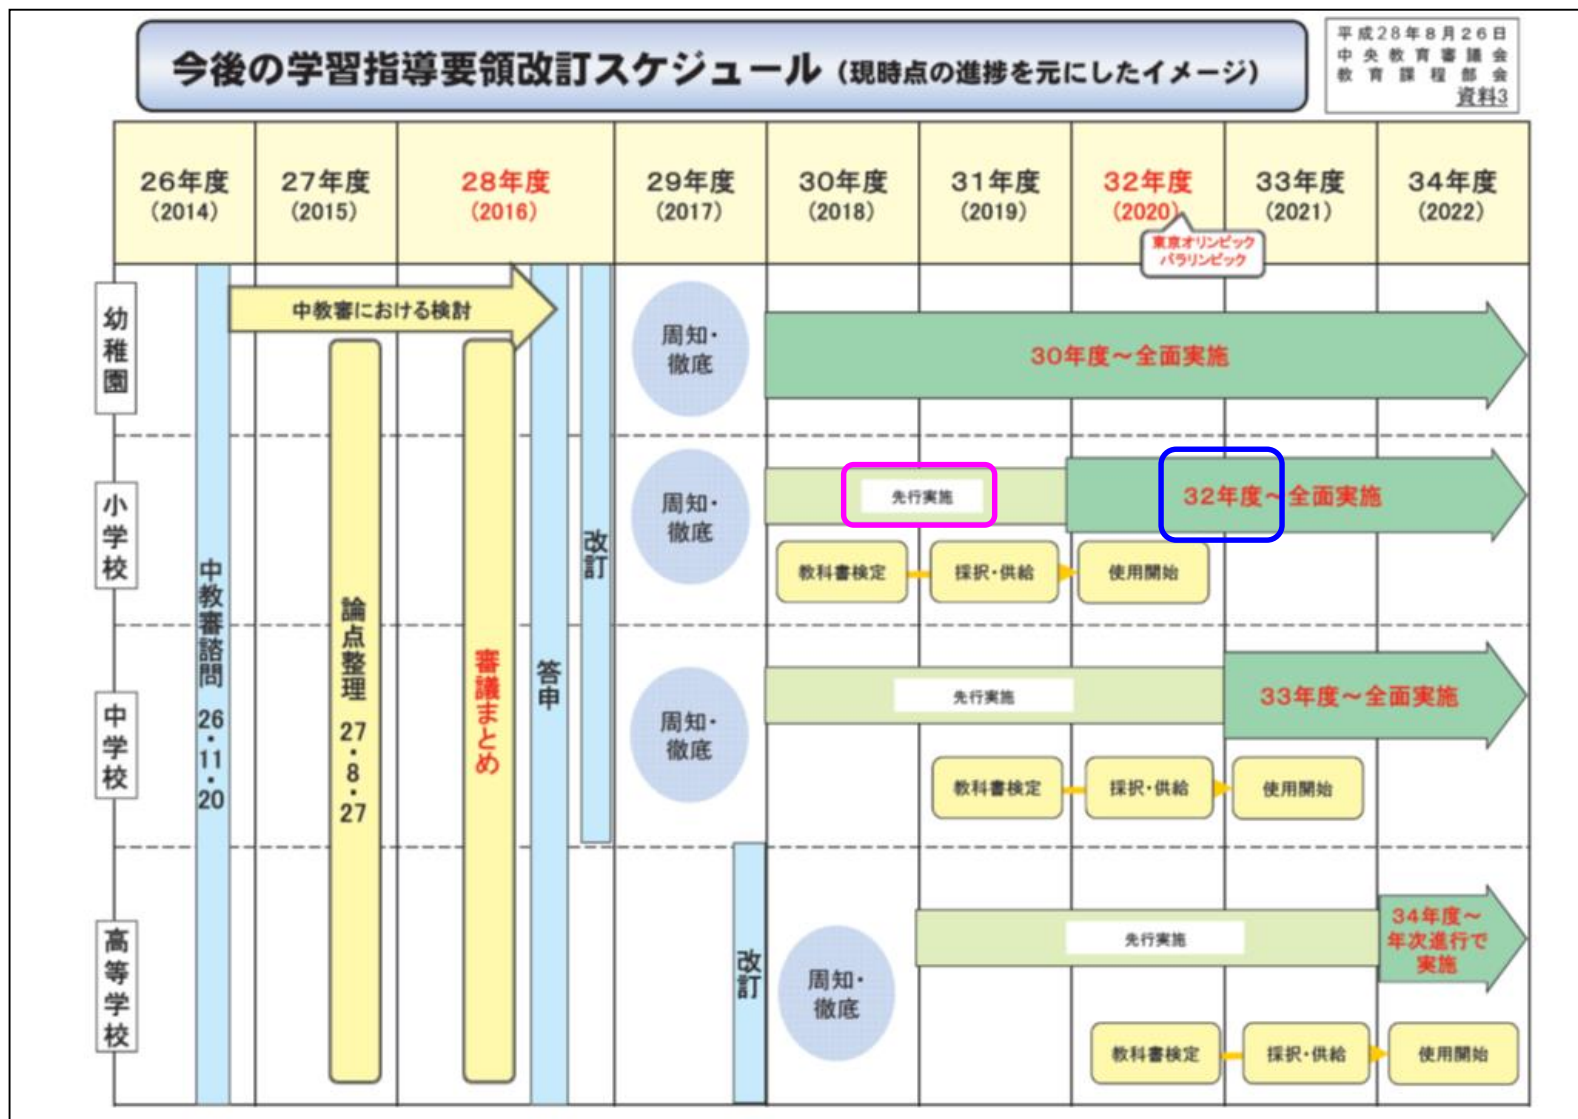 今後の学習指導要領改訂スケジュール（現時点の進捗を元にしたイメージ）
平成28年8月26日
中央教育審議会
教育課程部会
資料3
26年度
（2014）
27年度
（2015）
28年度
（2016）
29年度
（2017）
30年度
（2018）
31年度
（2019）
32年度
（2020）
33年度
（2021）
34年度
（2022）
東京オリンピック
パラリンピック
幼稚園
中教審における検討
周知・
徹底
30年度～全面実施
小学校
周知・
徹底
先行実施
32年度～全面実施
教科書検定
採択・供給
使用開始
中教審諮問 26・11・20
論点整理 27・8・27
審議まとめ
答申
改訂
中学校
周知・
徹底
先行実施
33年度～全面実施
教科書検定
採択・供給
使用開始
高等学校
改訂
周知・
徹底
先行実施
34年度～
年次進行で
実施
教科書検定
採択・供給
使用開始